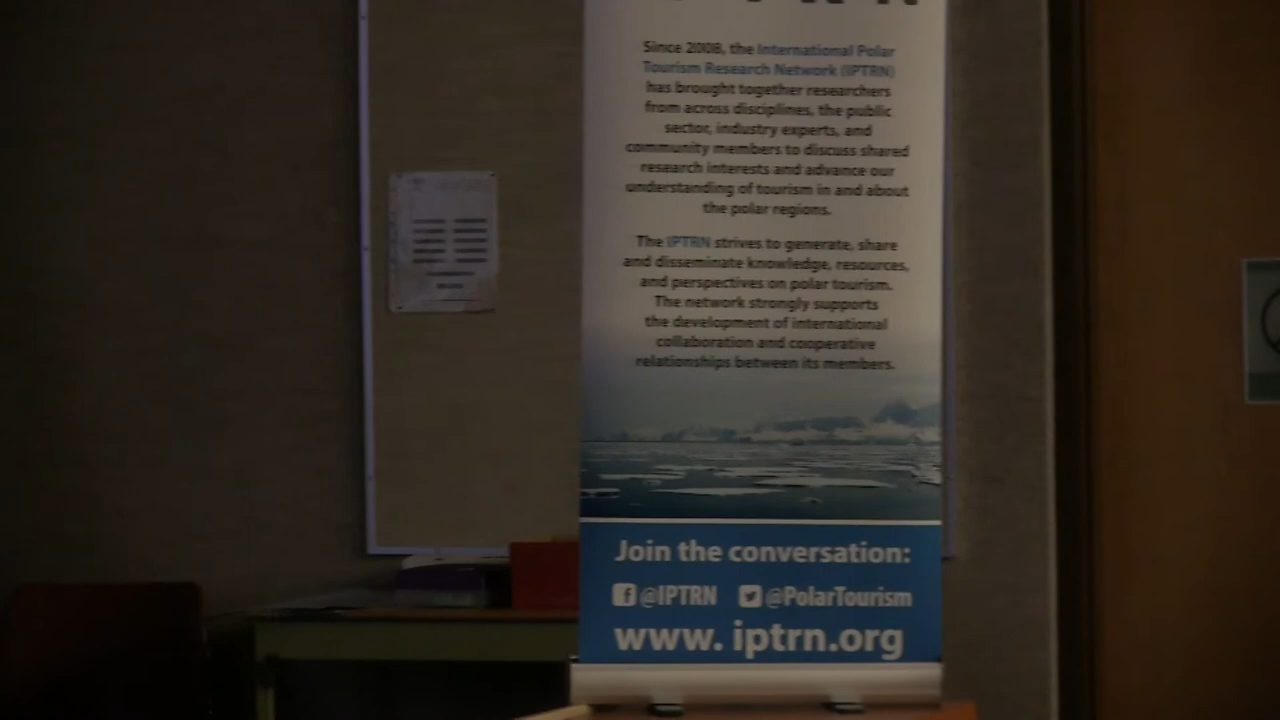 Since 2008, the International Polar
Tourism Research Network (IPTRN)
has brought together researchers
from across disciplines, the public
sector, industry experts, and
community members to discuss shared
research interests and advance our
understanding of tourism in and about
the polar regions.
The IPTRN strives to generate, share
and disseminate knowledge, resources,
and perspectives on polar tourism.
The network strongly supports
the development of international
collaboration and cooperative
relationships between its members.
Join the conversation:
@IPTRN @PolarTourism
www. iptrn.org